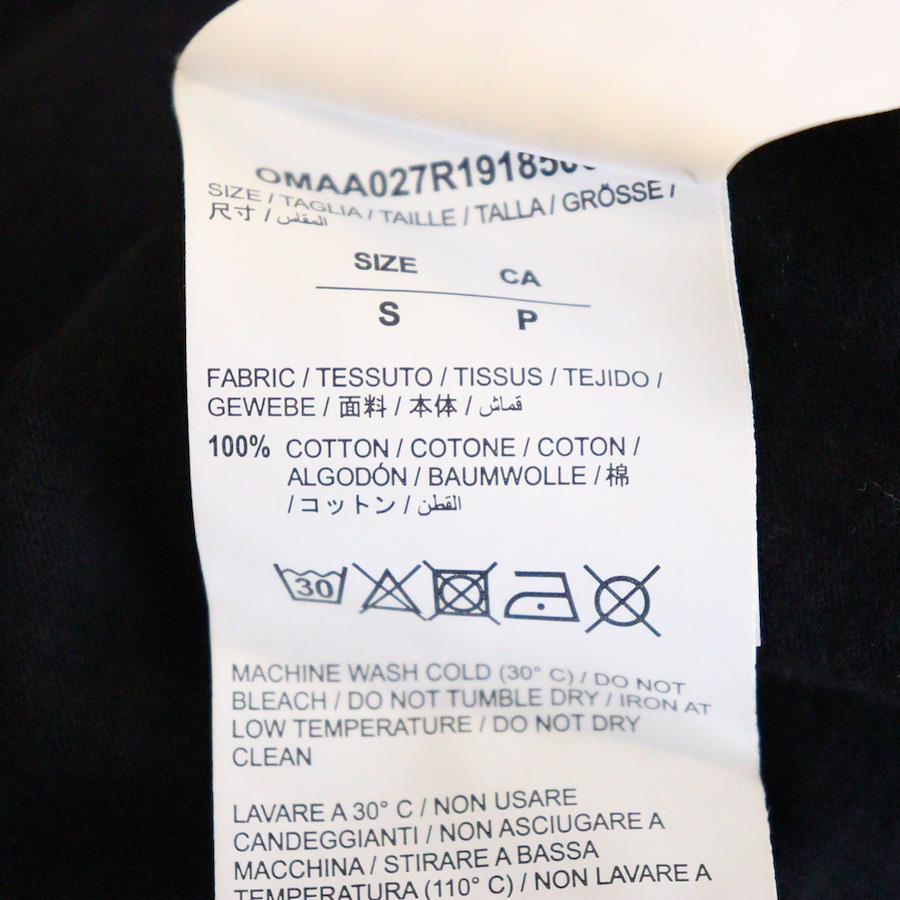 OMAA027R19185
SIZE / TAGLIA / TAILLE / TALLA / GRÖSSE /
尺寸 / المقاس
SIZE CA
S P
FABRIC / TESSUTO / TISSUS / TEJIDO /
GEWEBE / 面料 / 本体 / قماش
100% COTTON / COTONE / COTON /
ALGODÓN / BAUMWOLLE / 棉
/ コットン / القطن
30
MACHINE WASH COLD (30° C) / DO NOT
BLEACH / DO NOT TUMBLE DRY / IRON AT
LOW TEMPERATURE / DO NOT DRY
CLEAN
LAVARE A 30° C / NON USARE
CANDEGGIANTI / NON ASCIUGARE A
MACCHINA / STIRARE A BASSA
TEMPERATURA (110° C) / NON LAVARE A